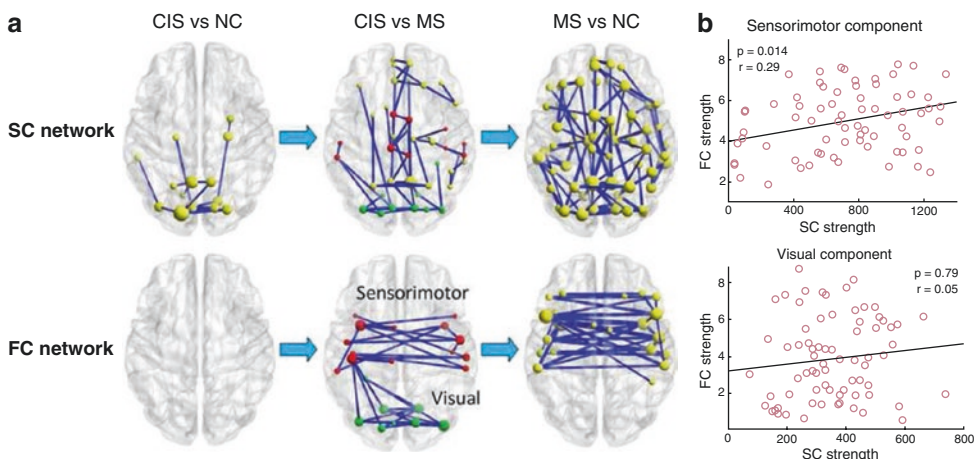 a
CIS vs NC
CIS vs MS
MS vs NC
SC network
FC network
Sensorimotor
Visual
b
Sensorimotor component
p = 0.014
r = 0.29
FC strength
8
6
4
2
0
400
800
1200
SC strength
Visual component
p = 0.79
r = 0.05
FC strength
8
6
4
2
0
200
400
600
800
SC strength